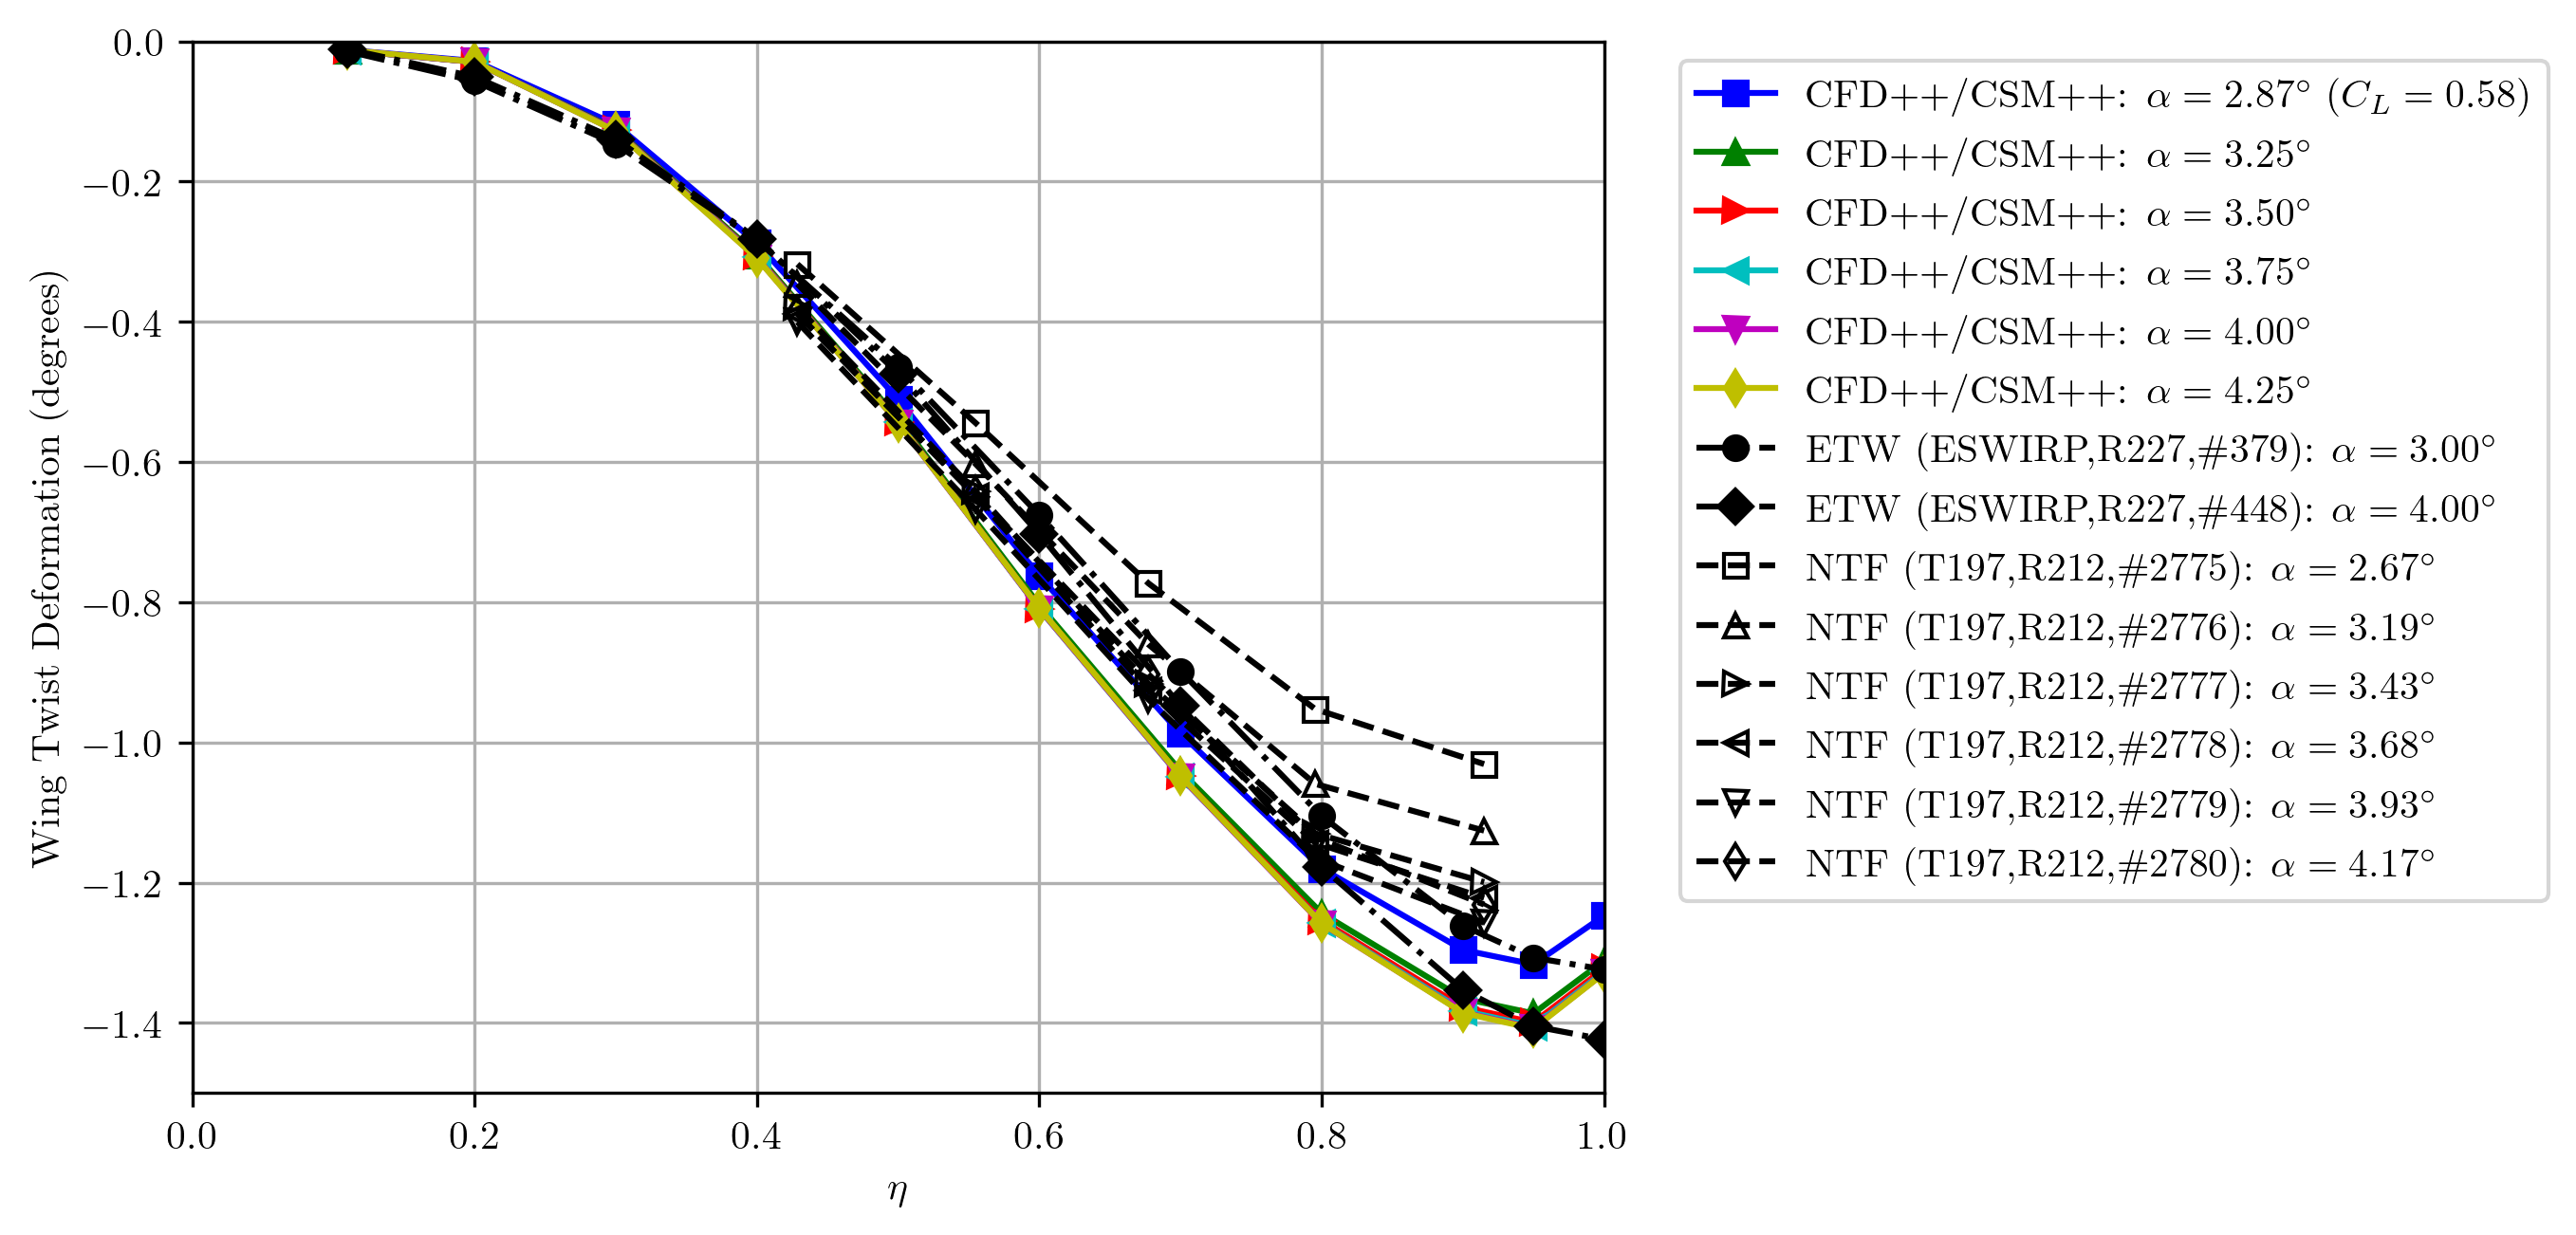 0.0
−0.2
−0.4
−0.6
−0.8
−1.0
−1.2
−1.4
Wing Twist Deformation (degrees)
0.0 0.2 0.4 0.6 0.8 1.0
η
CFD++/CSM++: α = 2.87° (C_L = 0.58)
CFD++/CSM++: α = 3.25°
CFD++/CSM++: α = 3.50°
CFD++/CSM++: α = 3.75°
CFD++/CSM++: α = 4.00°
CFD++/CSM++: α = 4.25°
ETW (ESWIRP,R227,#379): α = 3.00°
ETW (ESWIRP,R227,#448): α = 4.00°
NTF (T197,R212,#2775): α = 2.67°
NTF (T197,R212,#2776): α = 3.19°
NTF (T197,R212,#2777): α = 3.43°
NTF (T197,R212,#2778): α = 3.68°
NTF (T197,R212,#2779): α = 3.93°
NTF (T197,R212,#2780): α = 4.17°